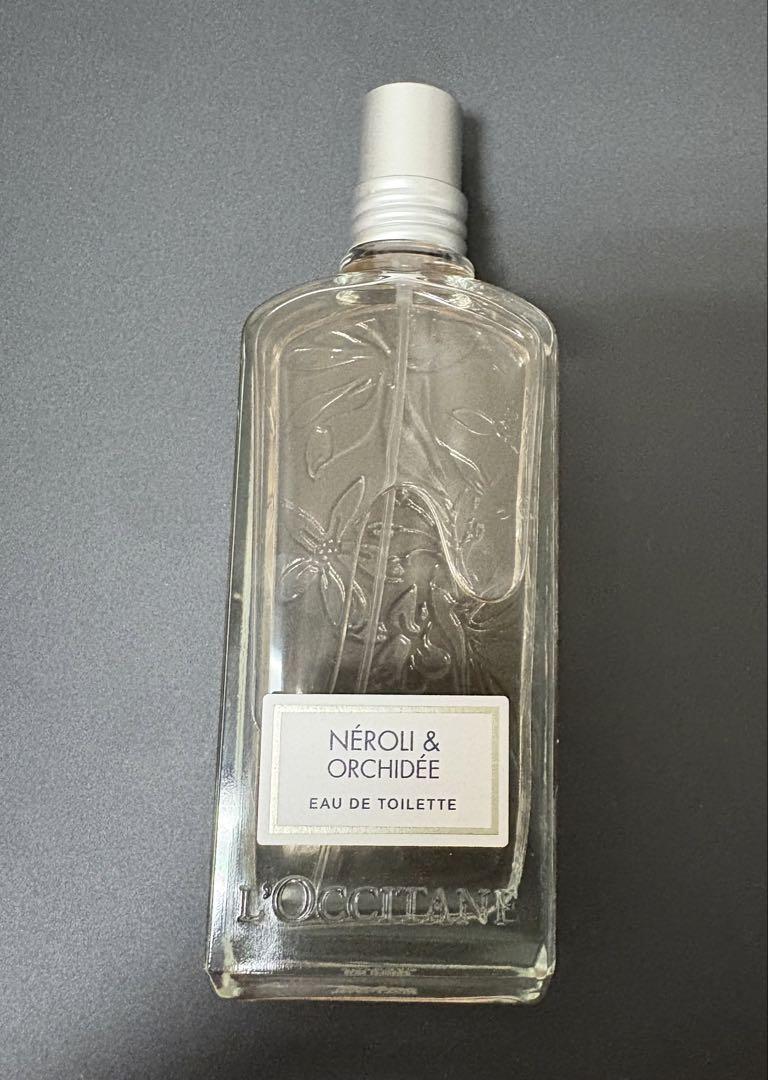 NÉROLI &
ORCHIDÉE
EAU DE TOILETTE
L'OCCITANE